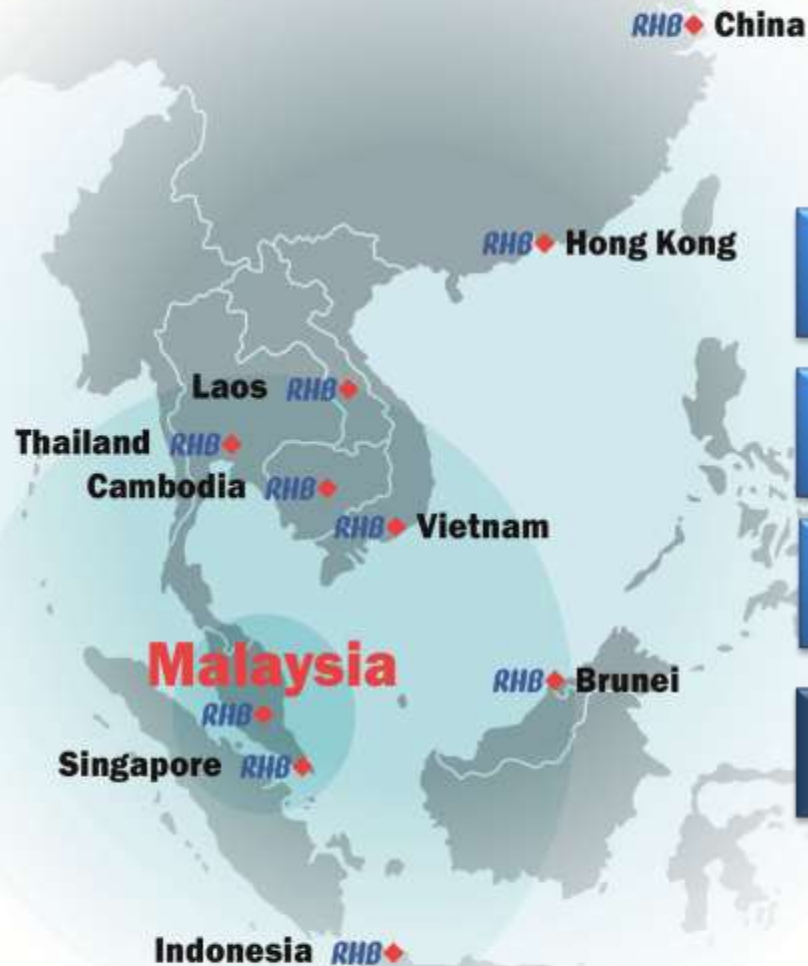 RHB China
RHB Hong Kong
Laos RHB
Thailand RHB
Cambodia RHB
RHB Vietnam
Malaysia
RHB
RHB Brunei
Singapore RHB
Indonesia RHB